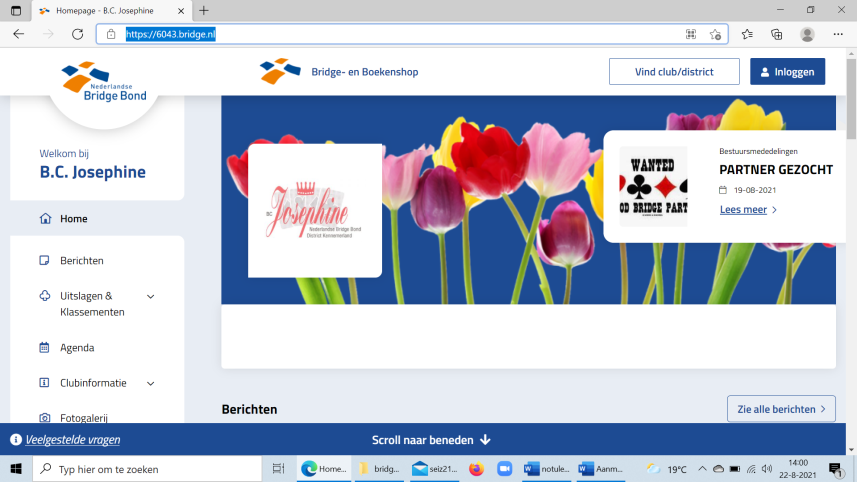 Homepage - B.C. Josephine
https://6043.bridge.nl
Nederlandse
Bridge Bond
Bridge- en Boekenshop
Vind club/district
Inloggen
Welkom bij
B.C. Josephine
Home
Berichten
Uitslagen &
Klassementen
Agenda
Clubinformatie
Fotogalerij
BC
Josephine
Nederlandse Bridge Bond
District Kennemerland
WANTED
OD BRIDGE PART
Bestuursmededelingen
PARTNER GEZOCHT
19-08-2021
Lees meer
Berichten
Zie alle berichten
Veelgestelde vragen
Scroll naar beneden
Typ hier om te zoeken
Home...
bridg...
seiz21...
notule...
Aanm...
19°C
14:00
22-8-2021
1